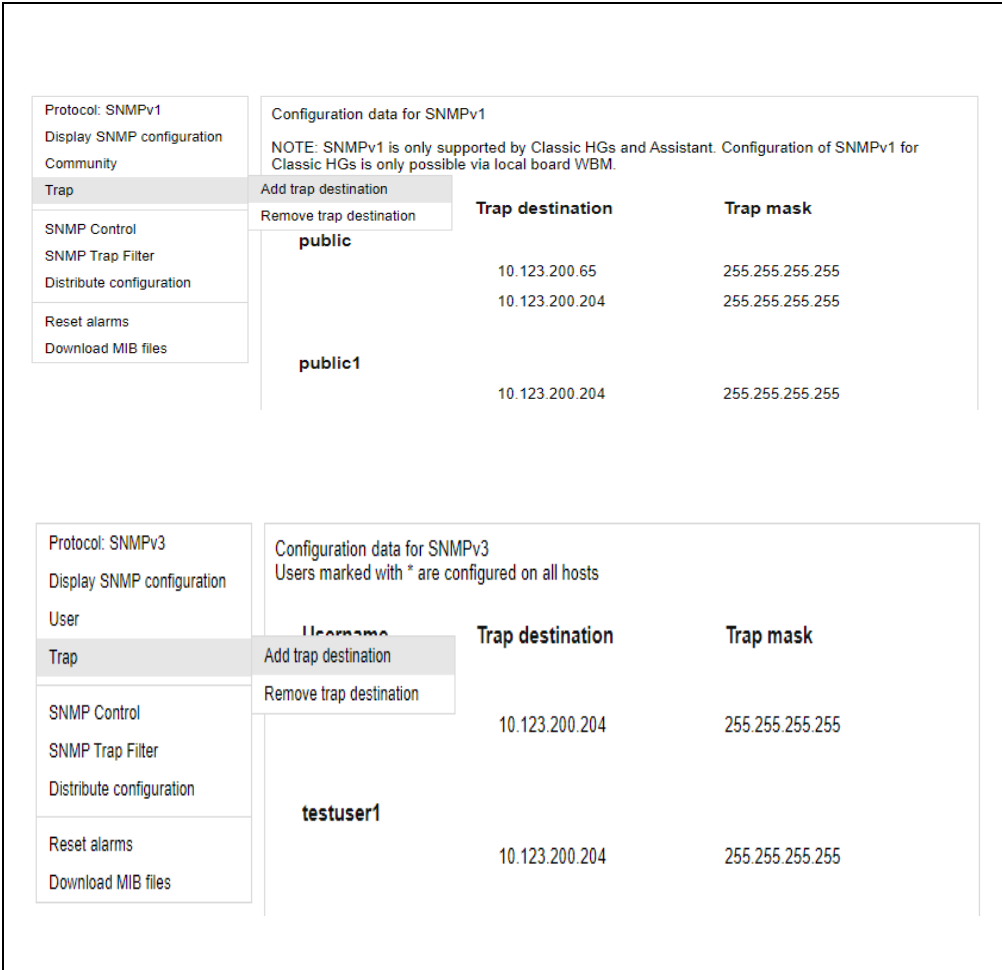 Protocol: SNMPv1
Display SNMP configuration
Community
Trap
SNMP Control
SNMP Trap Filter
Distribute configuration
Reset alarms
Download MIB files
Add trap destination
Remove trap destination
Configuration data for SNMPv1
NOTE: SNMPv1 is only supported by Classic HGs and Assistant. Configuration of SNMPv1 for
Classic HGs is only possible via local board WBM.
Trap destination Trap mask
public
10.123.200.65 255.255.255.255
10.123.200.204 255.255.255.255
public1
10.123.200.204 255.255.255.255
Protocol: SNMPv3
Display SNMP configuration
User
Trap
SNMP Control
SNMP Trap Filter
Distribute configuration
Reset alarms
Download MIB files
Add trap destination
Remove trap destination
Configuration data for SNMPv3
Users marked with * are configured on all hosts
Username Trap destination Trap mask
10.123.200.204 255.255.255.255
testuser1
10.123.200.204 255.255.255.255